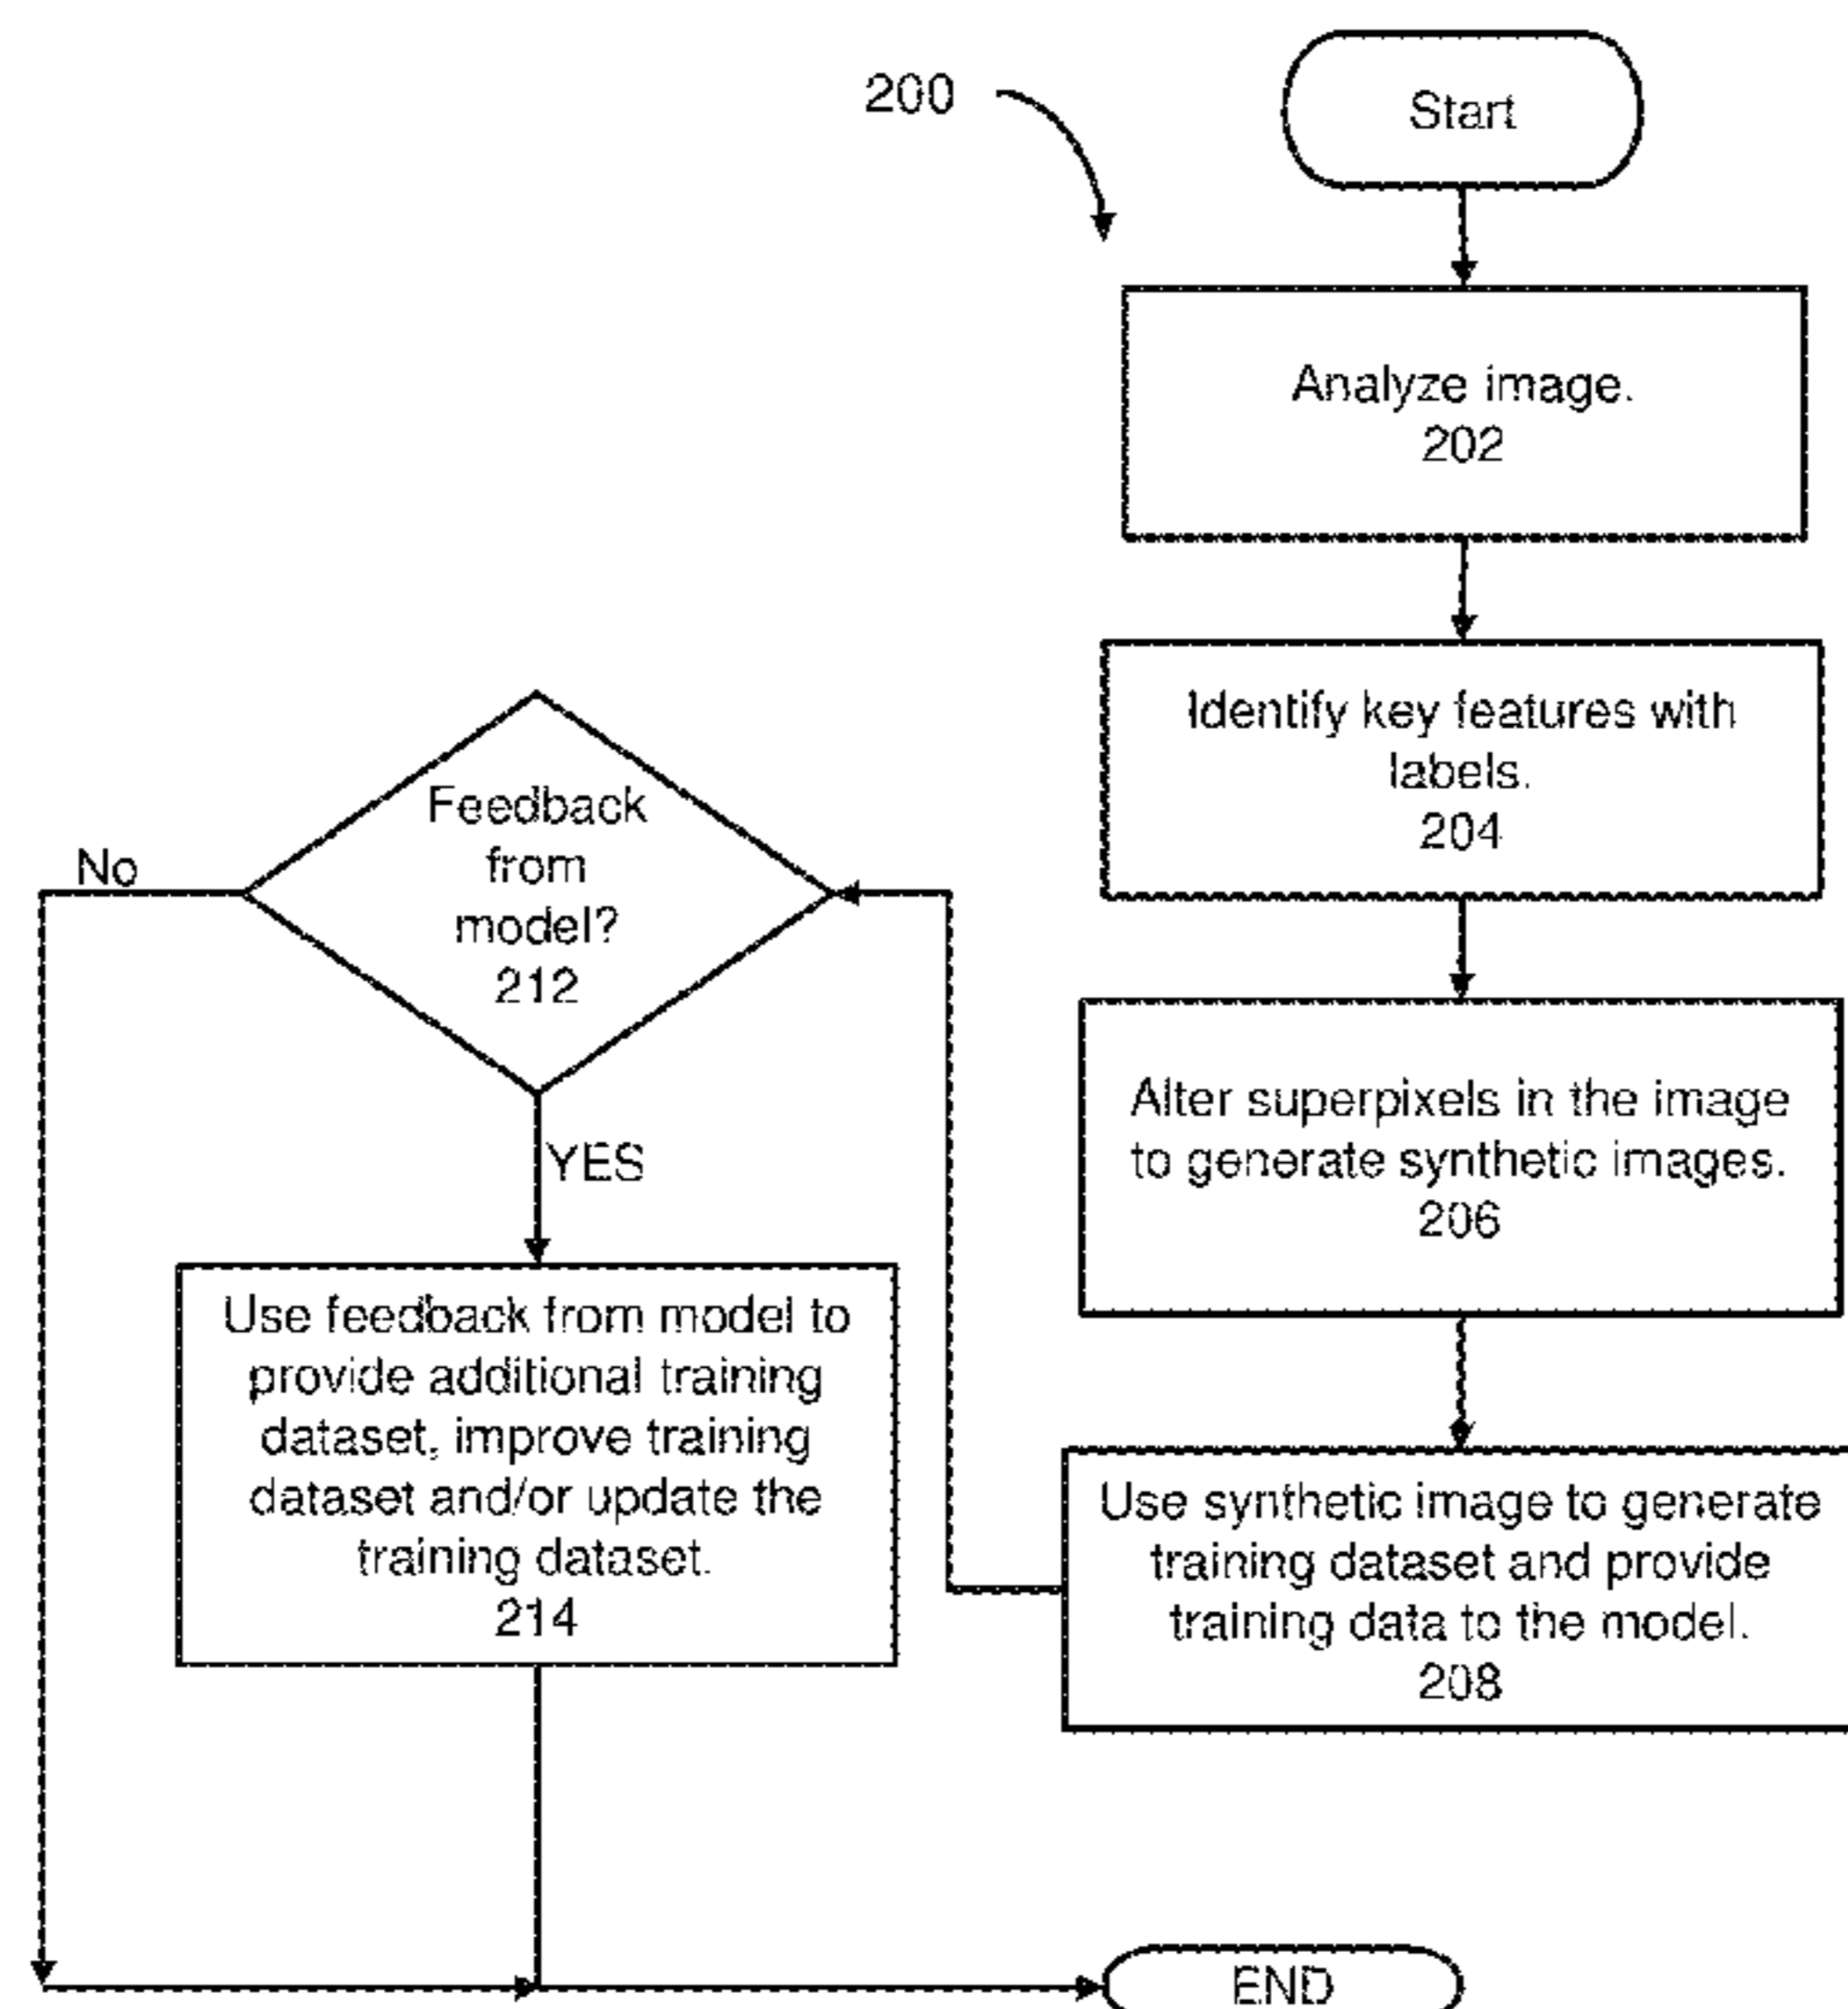 200
Start
Analyze image.
202
Identify key features with
labels.
204
Alter superpixels in the image
to generate synthetic images.
206
Use synthetic image to generate
training dataset and provide
training data to the model.
208
Feedback
from
model?
212
No
YES
Use feedback from model to
provide additional training
dataset, improve training
dataset and/or update the
training dataset.
214
END